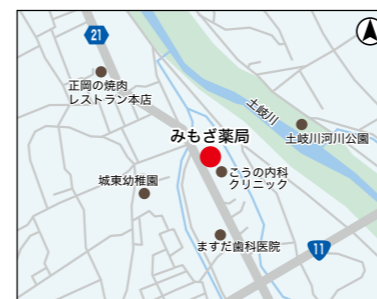 21
正岡の焼肉
レストラン本店
土岐川
みもざ薬局
土岐川河川公園
こうの内科
クリニック
城東幼稚園
ますだ歯科医院
11